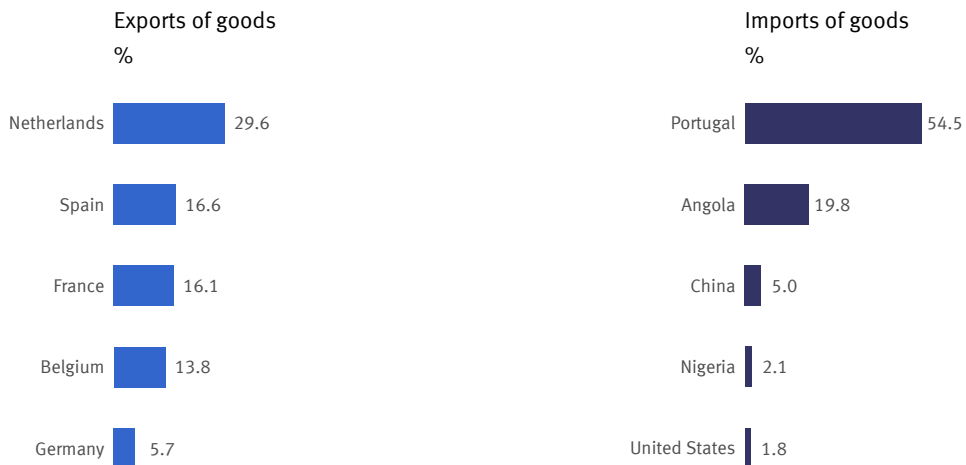 Exports of goods
%
Netherlands 29.6
Spain 16.6
France 16.1
Belgium 13.8
Germany 5.7
Imports of goods
%
Portugal 54.5
Angola 19.8
China 5.0
Nigeria 2.1
United States 1.8